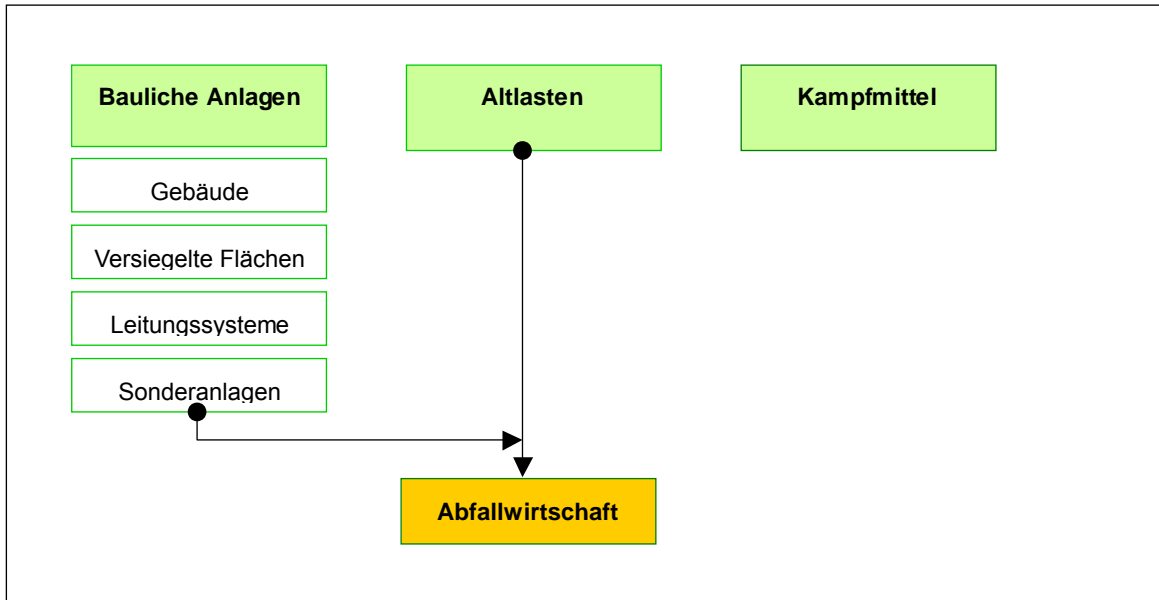 Bauliche Anlagen
Gebäude
Versiegelte Flächen
Leitungssysteme
Sonderanlagen
Altlasten
Kampfmittel
Abfallwirtschaft